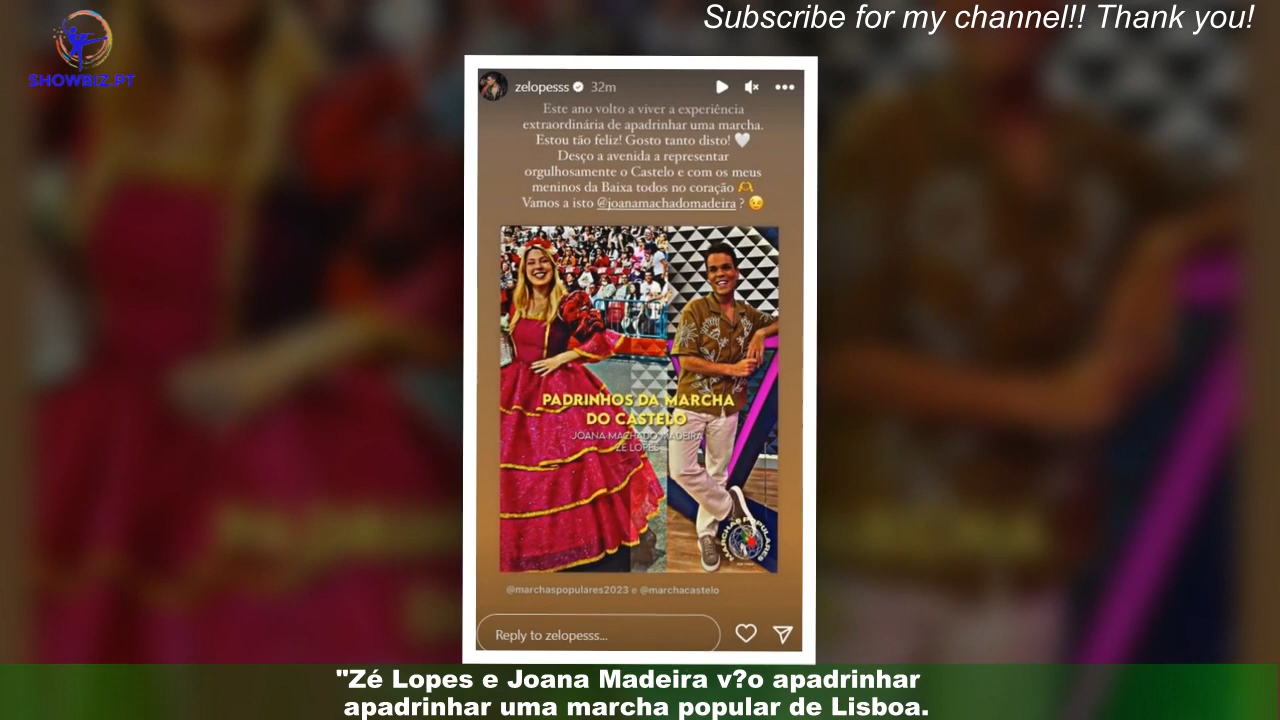 Subscribe for my channel!! Thank you!
SHOWBIZ.PT
zelopesss 32m
Este ano volto a viver a experiência
extraordinária de apadrinhar uma marcha.
Estou tão feliz! Gosto tanto disto! 🤍
Desço a avenida a representar
orgulhosamente o Castelo e com os meus
meninos da Baixa todos no coração 🫶
Vamos a isto @joanamachadomadeira ? 😉
PADRINHOS DA MARCHA
DO CASTELO
JOANA MACHADO MADEIRA
ZÉ LOPES
MARCHAS POPULARES
@marchaspopulares2023 e @marchacastelo
Reply to zelopesss...
"Zé Lopes e Joana Madeira v?o apadrinhar
apadrinhar uma marcha popular de Lisboa.